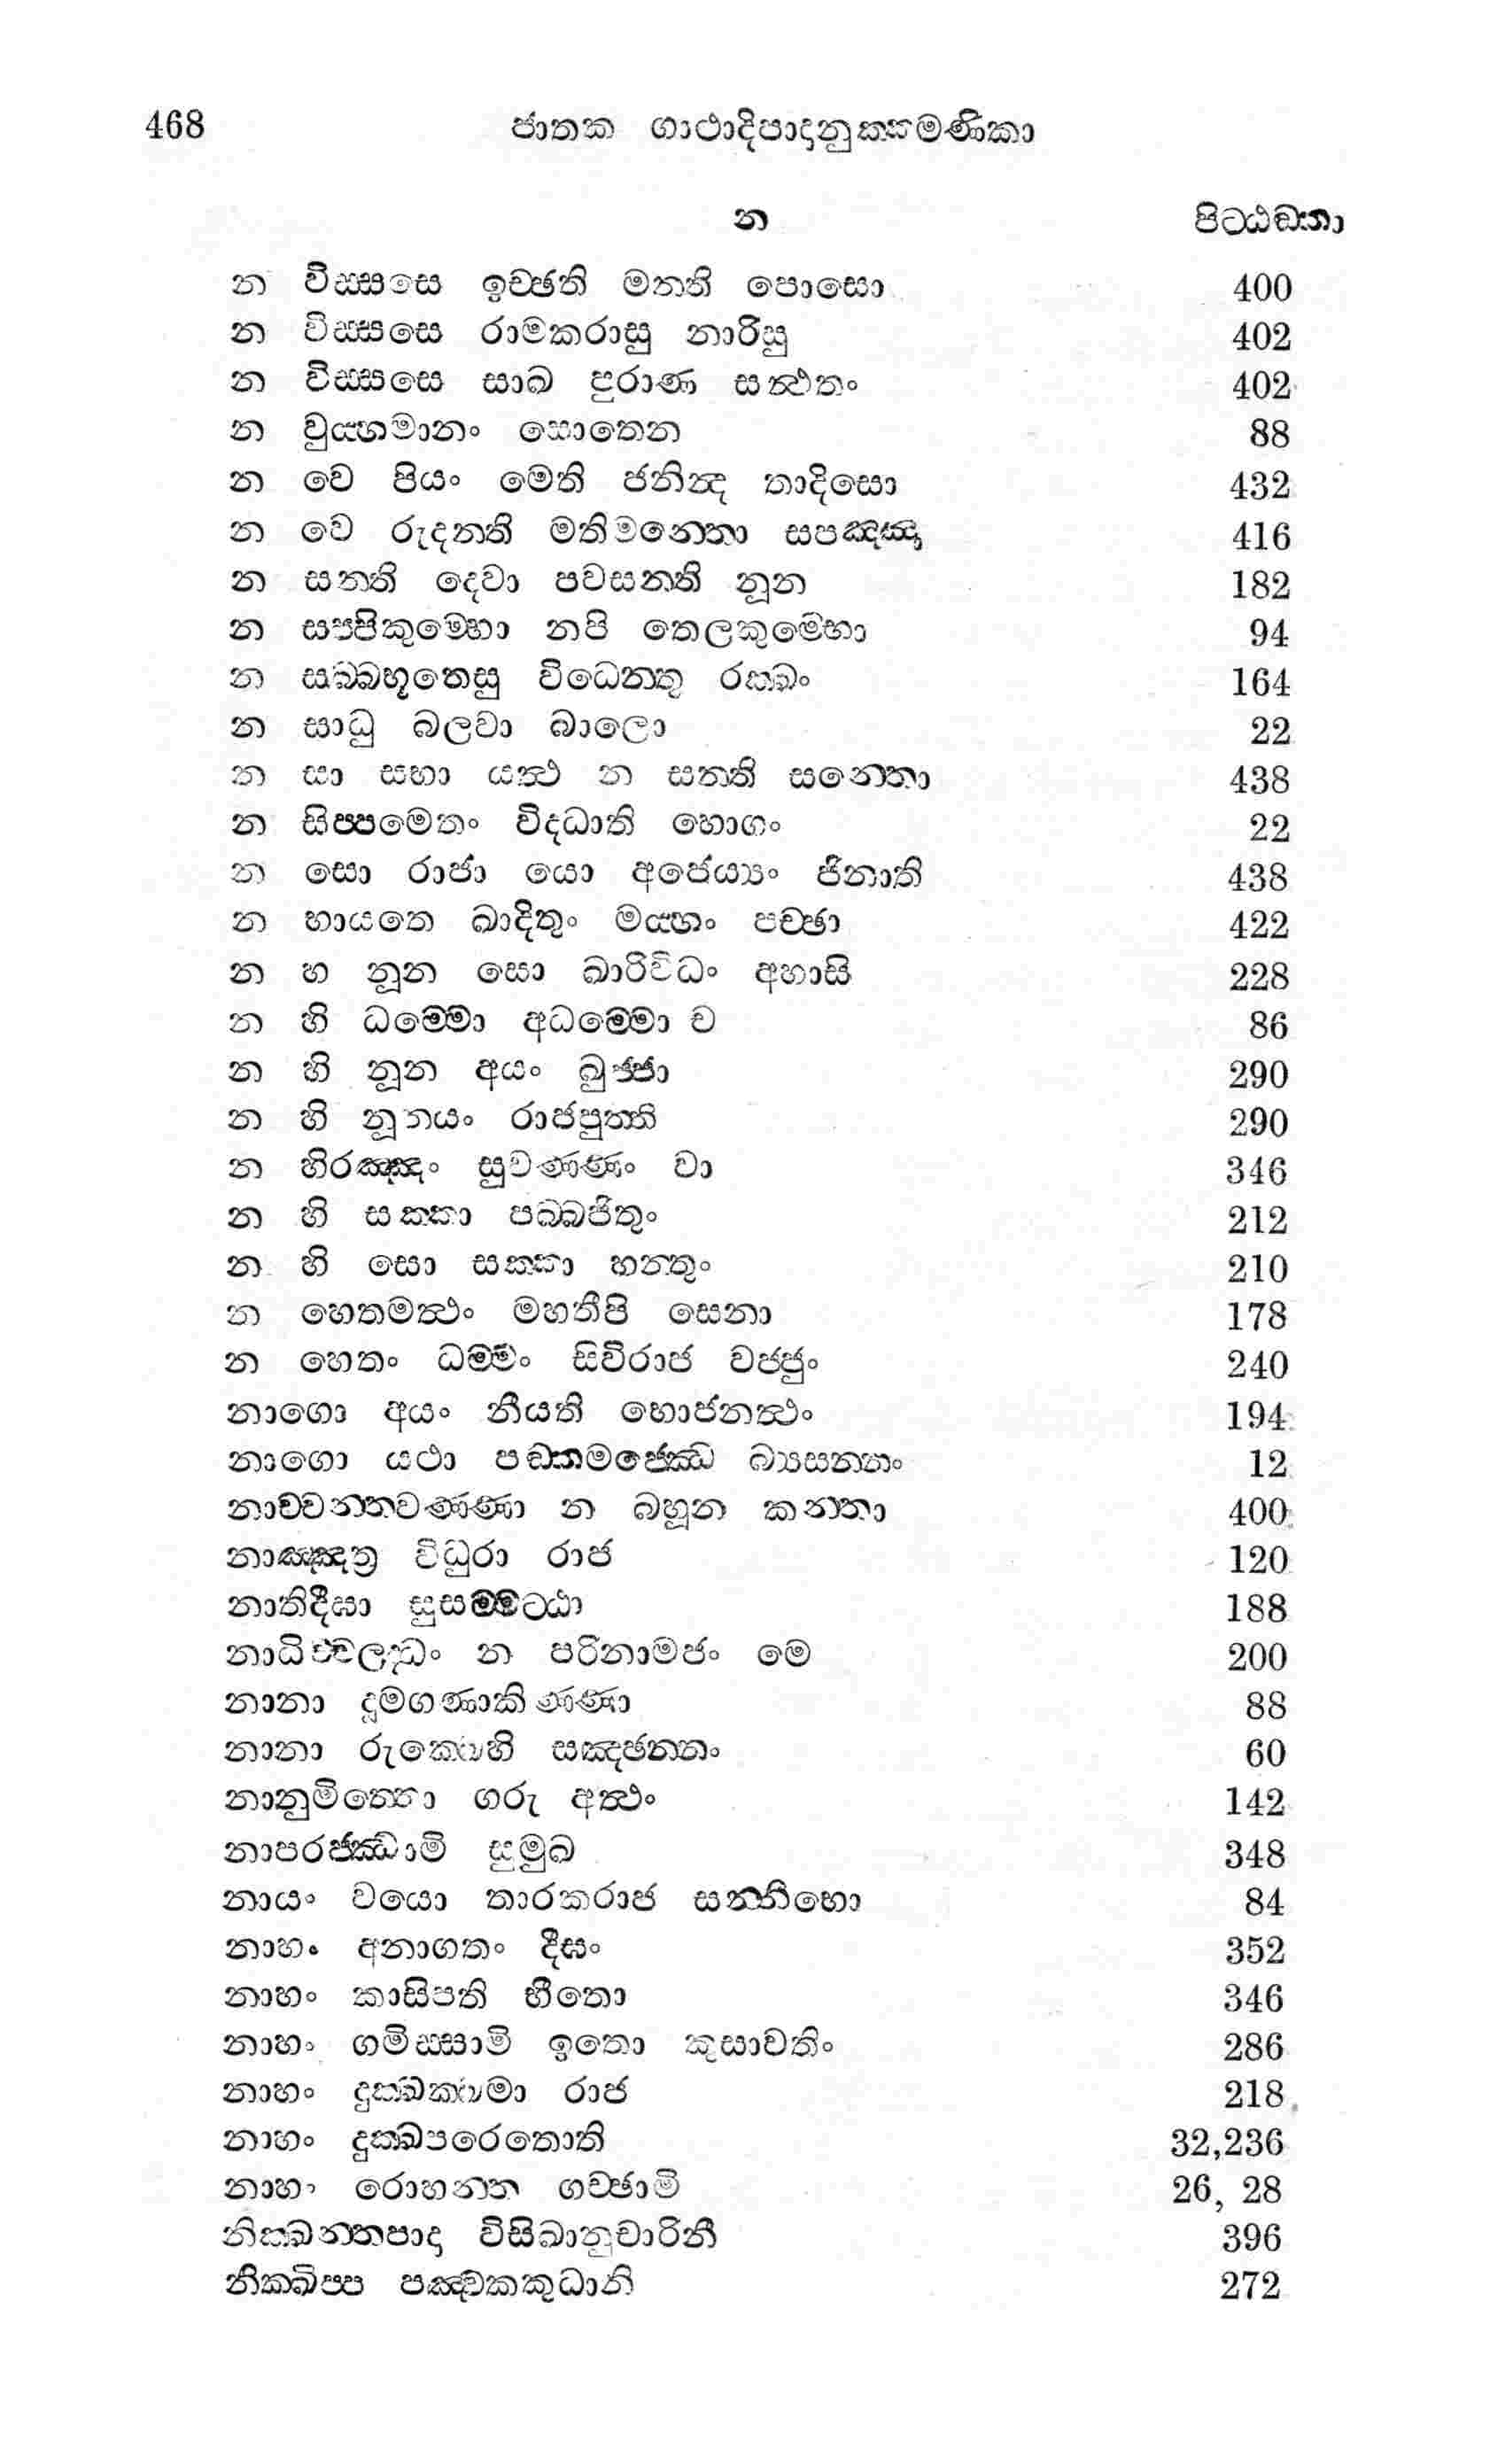 468 ජාතක ගාථාදිපාදානුක්කමණිකා
න පිට්ඨඞ්කා
න විස්සසෙ ඉච්ඡති මන්ති පොසො 400
න විස්සසෙ රාමකරාසු නාරිසු 402
න විස්සසෙ සාඛ පුරාණ සන්ථතං 402
න වුය්හමානං සොතෙන 88
න වෙ පියං මෙති ජනින්ද තාදිසො 432
න වෙ රුදන්ති මතිමන්තො සපඤ්ඤා 416
න සන්ති දෙවා පවසන්ති නූන 182
න සප්පිකුම්භො නපි තෙලකුම්භො 94
න සබ්බභූතෙසු විධෙන්තු රක්ඛං 164
න සාධු බලවා බාලො 22
න සා සභා යත්ථ න සන්ති සන්තො 438
න සිප්පමෙතං විදධාති භොගං 22
න සො රාජා යො අජෙය්‍යං ජිනාති 438
න භායතෙ ඛාදිතුං මය්හං පච්ඡා 422
න හ නූන සො ඛාරිවිධං අහාසි 228
න හි ධම්මො අධම්මො ච 86
න හි නූන අයං ඛුජ්ජා 290
න හි නූනයං රාජපුත්ති 290
න හිරඤ්ඤං සුවණ්ණං වා 346
න හි සක්කා පබ්බජිතුං 212
න හි සො සක්කා හන්තුං 210
න හෙතමත්ථං මහතීපි සෙනා 178
න හෙතං ධම්මං සිවිරාජ වජ්ජුං 240
නාගො අයං නීයති භොජනත්ථං 194
නාගො යථා පඞ්කමජ්ඣෙ බ්‍යසන්නං 12
නාච්චන්තවණ්ණා න බහූන කන්තා 400
නාඤ්ඤත්‍ර විධුරා රාජ 120
නාතිදීඝා සුසම්මට්ඨා 188
නාධිච්චලද්ධං න පරිනාමජං මෙ 200
නානා දුමගණාකිණ්ණා 88
නානා රුක්ඛෙහි සඤ්ඡන්නං 60
නානුමිත්තො ගරු අත්ථං 142
නාපරජ්ඣාමි සුමුඛ 348
නායං වයො තාරකරාජ සන්නිභො 84
නාහං අනාගතං දීඝං 352
නාහං කාසිපති භීතො 346
නාහං ගමිස්සාමි ඉතො කුසාවතිං 286
නාහං දුක්ඛක්ඛමා රාජ 218
නාහං දුක්ඛපරෙතොති 32,236
නාහං රොහන්ත ගච්ඡාමි 26, 28
නික්ඛන්තපාදා විසිඛානුචාරිනී 396
නික්ඛිප්ප පඤ්චකකුධානි 272